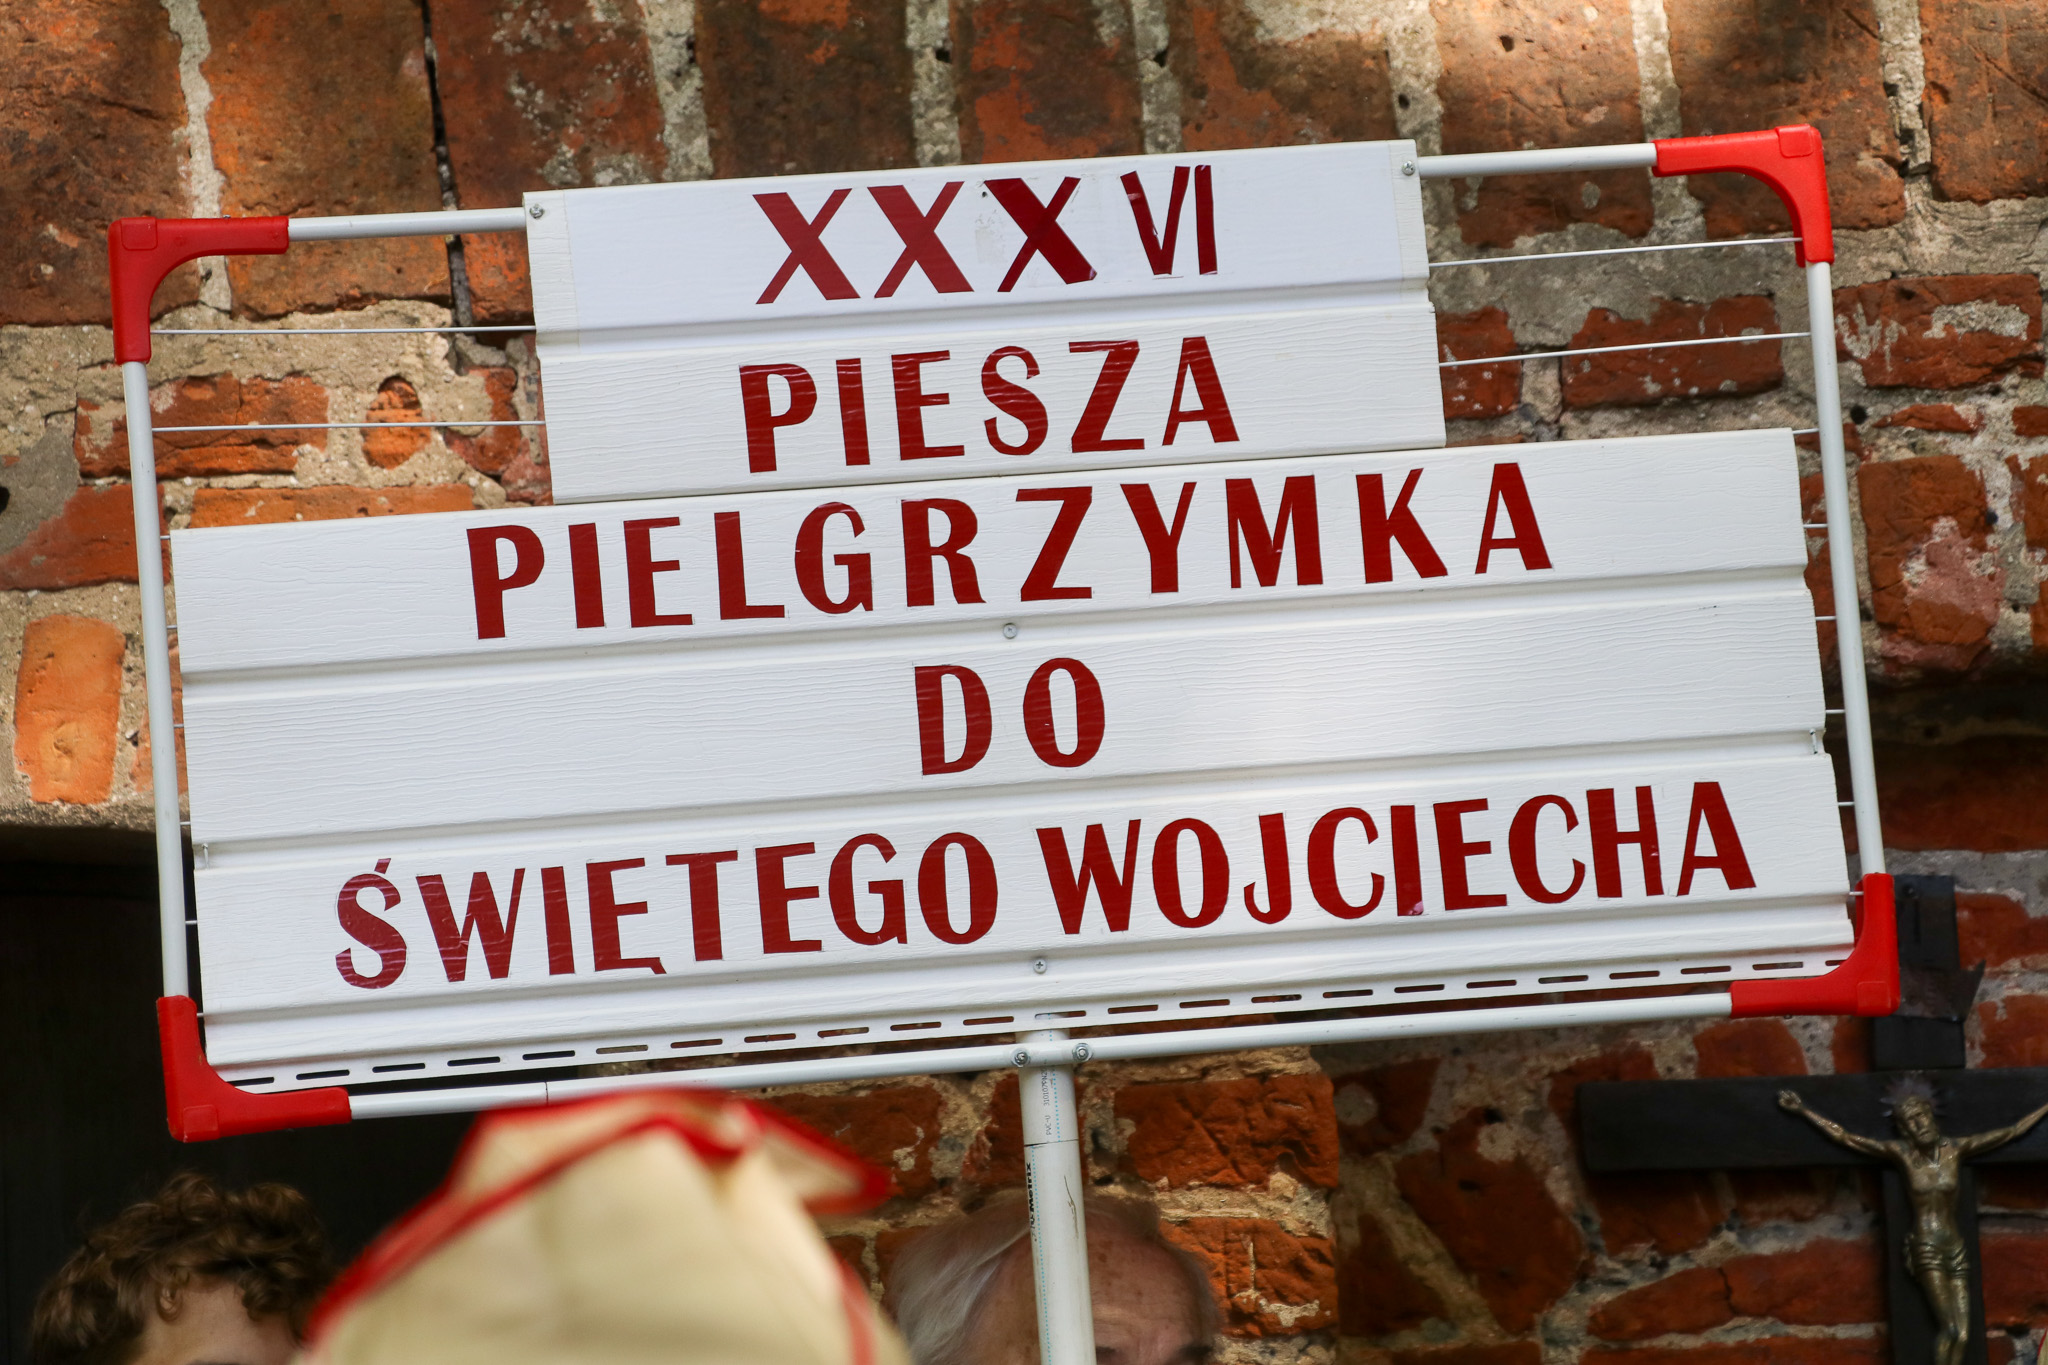 XXXVI
PIESZA
PIELGRZYMKA
DO
ŚWIĘTEGO WOJCIECHA